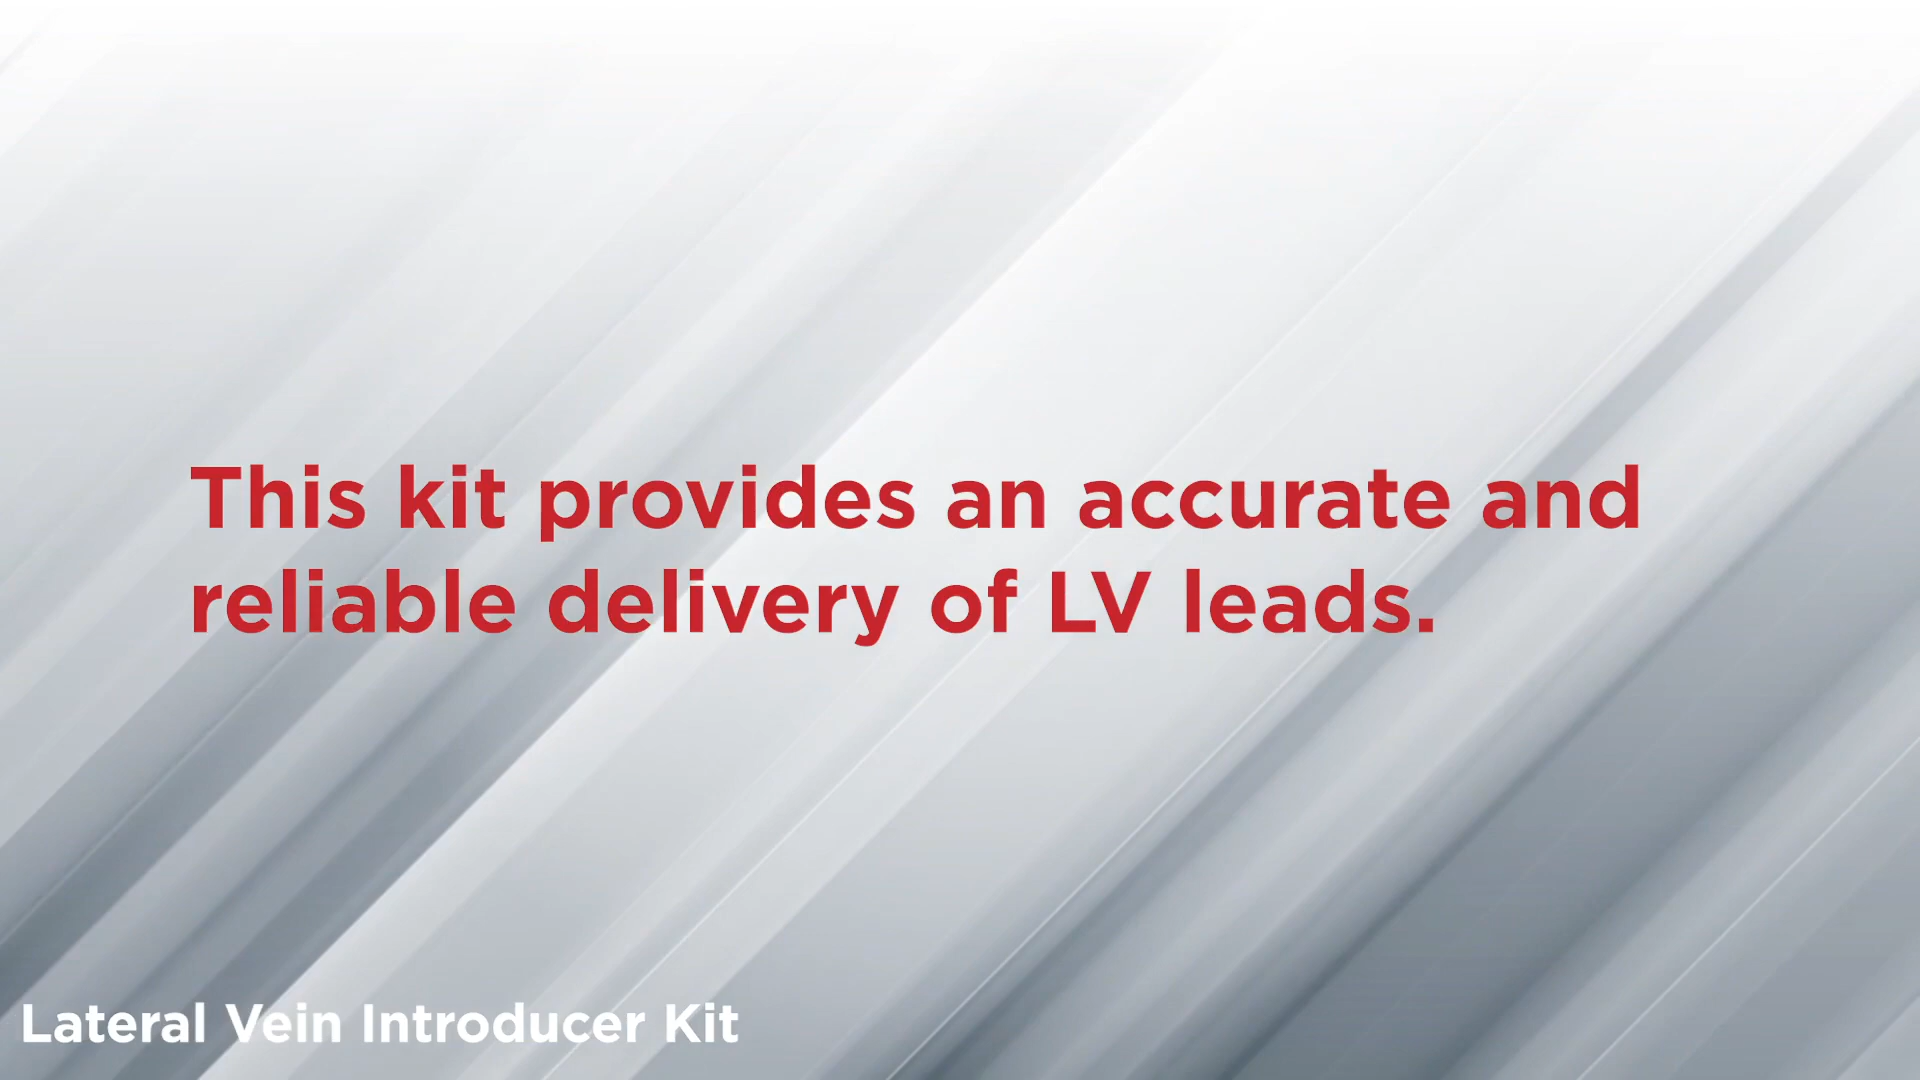 This kit provides an accurate and
reliable delivery of LV leads.
Lateral Vein Introducer Kit